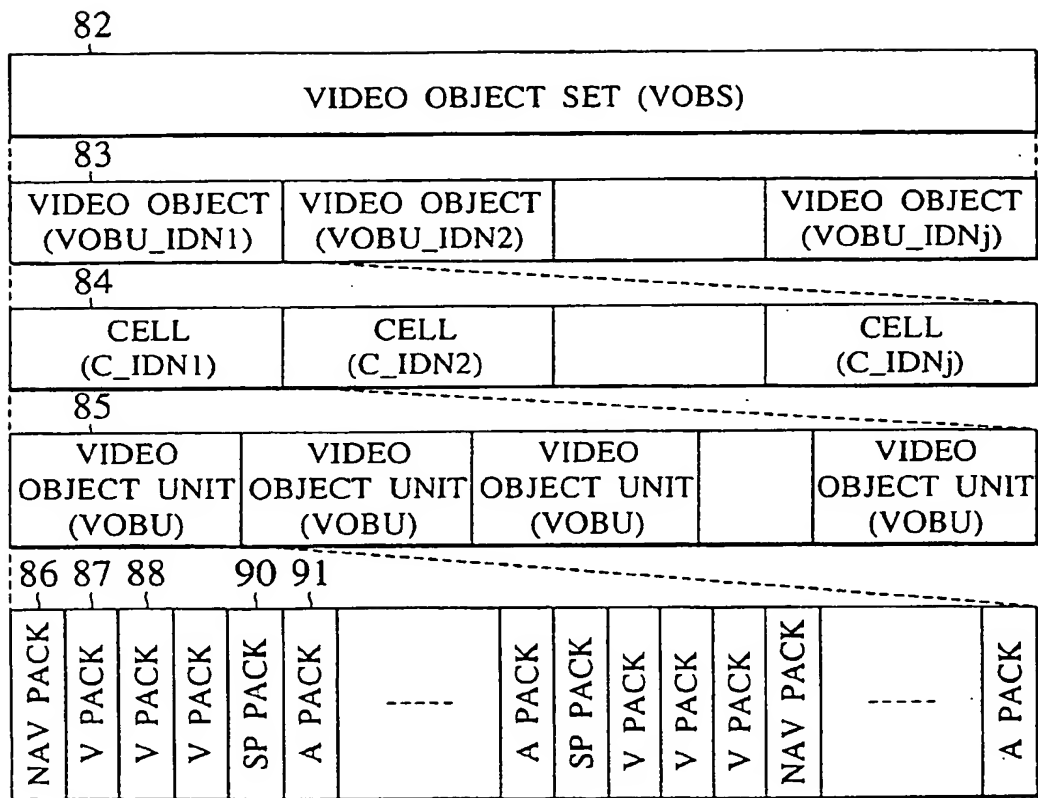 82
VIDEO OBJECT SET (VOBS)
83
VIDEO OBJECT VIDEO OBJECT VIDEO OBJECT
(VOBU_IDN1) (VOBU_IDN2) (VOBU_IDNj)
84
CELL CELL CELL
(C_IDN1) (C_IDN2) (C_IDNj)
85
VIDEO VIDEO VIDEO VIDEO
OBJECT UNIT OBJECT UNIT OBJECT UNIT OBJECT UNIT
(VOBU) (VOBU) (VOBU) (VOBU)
86 87 88 90 91
NAV PACK
V PACK
V PACK
V PACK
SP PACK
A PACK
A PACK
SP PACK
V PACK
V PACK
V PACK
NAV PACK
A PACK